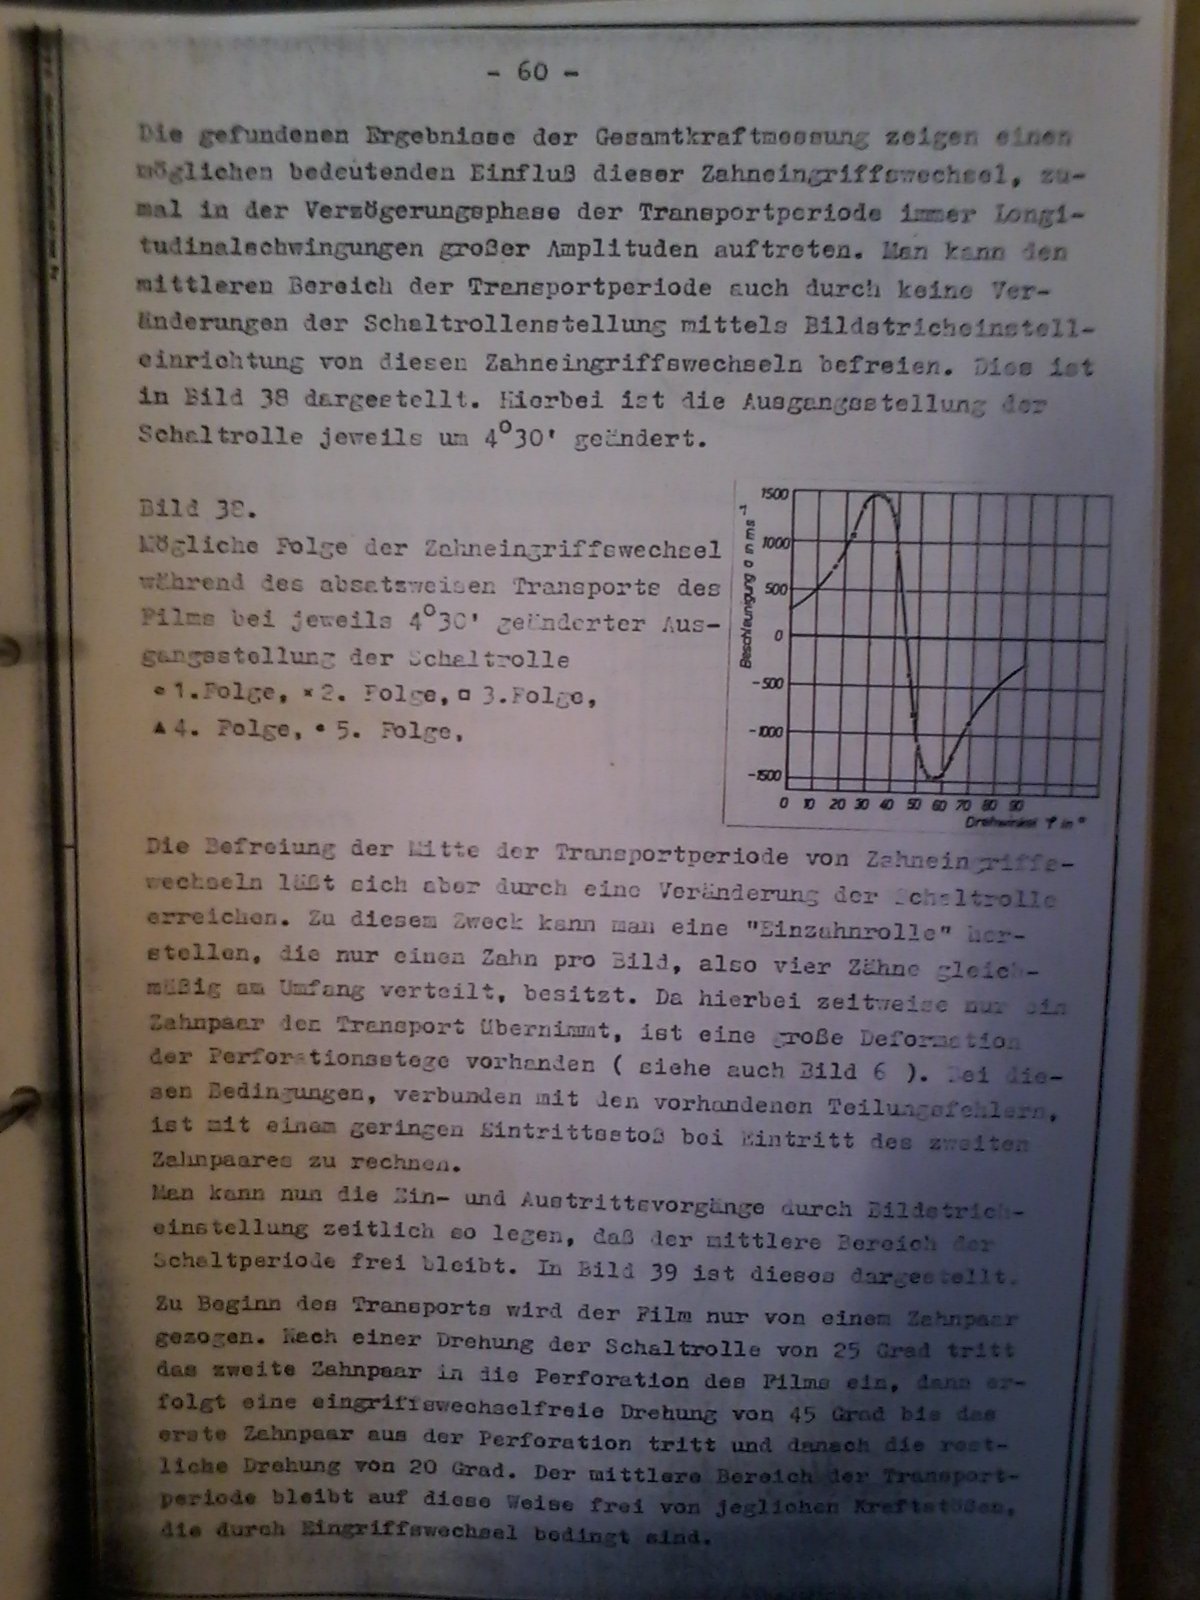 - 60 -
Die gefundenen Ergebnisse der Gesamtkraftmessung zeigen einen
möglichen bedeutenden Einfluß dieser Zahneingriffswechsel, zu-
mal in der Verzögerungsphase der Transportperiode immer Longi-
tudinalschwingungen großer Amplituden auftreten. Man kann den
mittleren Bereich der Transportperiode auch durch keine Ver-
änderungen der Schaltrollenstellung mittels Bildstricheinstell-
einrichtung von diesen Zahneingriffswechseln befreien. Dies ist
in Bild 38 dargestellt. Hierbei ist die Ausgangsstellung der
Schaltrolle jeweils um 4°30' geändert.
Bild 38.
Mögliche Folge der Zahneingriffswechsel
während des absatzweisen Transports des
Films bei jeweils 4°30' geänderter Aus-
gangsstellung der Schaltrolle
1.Folge, × 2. Folge, □ 3.Folge,
▲ 4. Folge, • 5. Folge,
Beschleunigung a in ms
1500
1000
500
0
-500
-1000
-1500
0 10 20 30 40 50 60 70 80 90
Drehwinkel φ in °
Die Befreiung der Mitte der Transportperiode von Zahneingriffs-
wechseln läßt sich aber durch eine Veränderung der Schaltrolle
erreichen. Zu diesem Zweck kann man eine "Einzahnrolle" her-
stellen, die nur einen Zahn pro Bild, also vier Zähne gleich-
mäßig am Umfang verteilt, besitzt. Da hierbei zeitweise nur ein
Zahnpaar den Transport übernimmt, ist eine große Deformation
der Perforationsstege vorhanden ( siehe auch Bild 6 ). Bei die-
sen Bedingungen, verbunden mit den vorhandenen Teilungsfehlern,
ist mit einem geringen Eintrittsstoß bei Eintritt des zweiten
Zahnpaares zu rechnen.
Man kann nun die Ein- und Austrittsvorgänge durch Bildstrich-
einstellung zeitlich so legen, daß der mittlere Bereich der
Schaltperiode frei bleibt. In Bild 39 ist dieses dargestellt.
Zu Beginn des Transports wird der Film nur von einem Zahnpaar
gezogen. Nach einer Drehung der Schaltrolle von 25 Grad tritt
das zweite Zahnpaar in die Perforation des Films ein, dann er-
folgt eine eingriffswechselfreie Drehung von 45 Grad bis das
erste Zahnpaar aus der Perforation tritt und danach die rest-
liche Drehung von 20 Grad. Der mittlere Bereich der Transport-
periode bleibt auf diese Weise frei von jeglichen Kraftstößen,
die durch Eingriffswechsel bedingt sind.